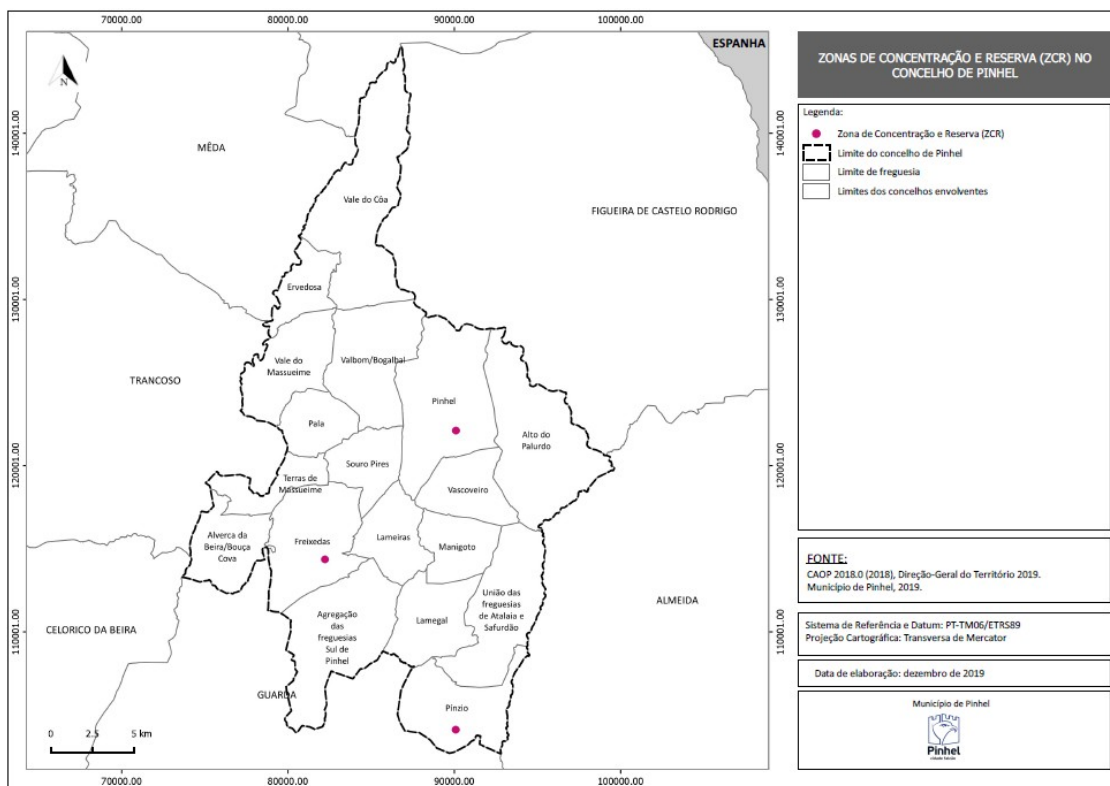 70000.00
80000.00
90000.00
100000.00
ESPANHA
N
140001.00
140001.00
MÊDA
Vale do Côa
FIGUEIRA DE CASTELO RODRIGO
Ervedosa
130001.00
130001.00
Vale do
Massueime
Valbom/Bogalhal
TRANCOSO
Pinhel
Pala
Alto do
Palurdo
Souro Pires
120001.00
120001.00
Terras de
Massueime
Vascoveiro
Alverca da
Beira/Bouça
Cova
Freixedas
Lameiras
Manigoto
União das
freguesias
de Atalaia e
Safurdão
ALMEIDA
Agregação
das
freguesias
Sul de
Pinhel
Lamegal
CELORICO DA BEIRA
110001.00
110001.00
GUARDA
Pínzio
0 2.5 5 km
70000.00
80000.00
90000.00
100000.00
ZONAS DE CONCENTRAÇÃO E RESERVA (ZCR) NO
CONCELHO DE PINHEL
Legenda:
Zona de Concentração e Reserva (ZCR)
Limite do concelho de Pinhel
Limite de freguesia
Limites dos concelhos envolventes
FONTE:
CAOP 2018.0 (2018), Direção-Geral do Território 2019.
Município de Pinhel, 2019.
Sistema de Referência e Datum: PT-TM06/ETRS89
Projeção Cartográfica: Transversa de Mercator
Data de elaboração: dezembro de 2019
Município de Pinhel
Pinhel